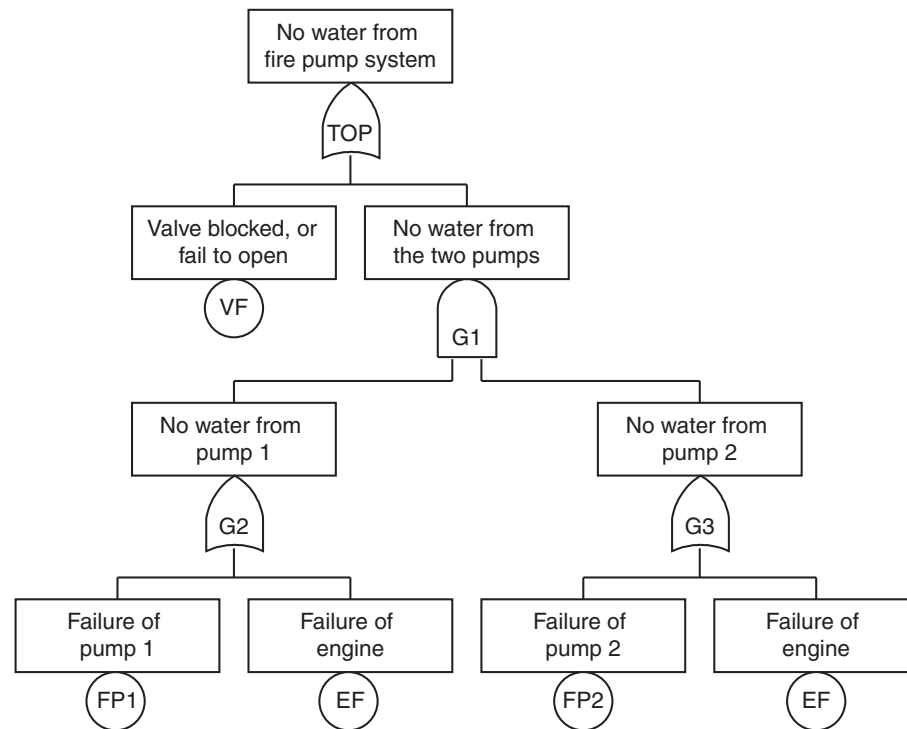 No water from
fire pump system
TOP
Valve blocked, or
fail to open
VF
No water from
the two pumps
G1
No water from
pump 1
G2
No water from
pump 2
G3
Failure of
pump 1
FP1
Failure of
engine
EF
Failure of
pump 2
FP2
Failure of
engine
EF